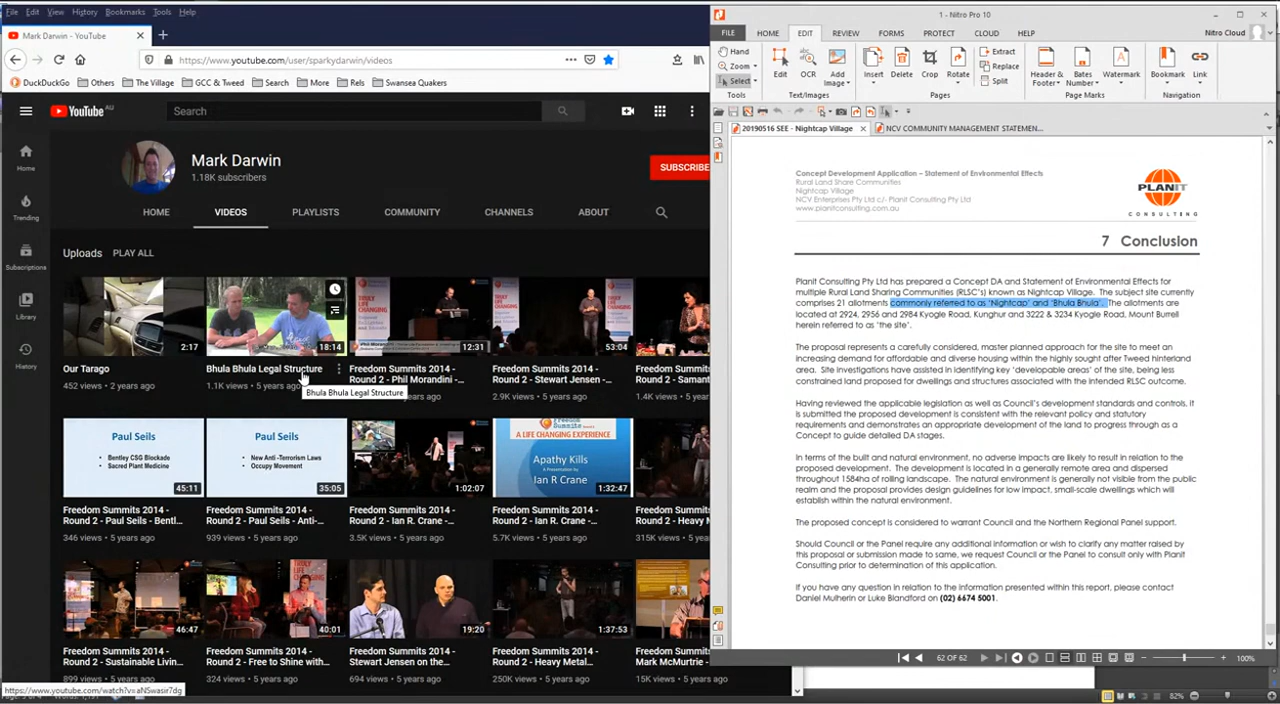 File Edit View History Bookmarks Tools Help
Mark Darwin - YouTube
https://www.youtube.com/user/sparkydarwin/videos
DuckDuckGo Others The Village GCC & Tweed Search More Rels Swansea Quakers
YouTube AU
Search
Home
Trending
Subscriptions
Library
History
Mark Darwin
1.18K subscribers
SUBSCRIBE
HOME VIDEOS PLAYLISTS COMMUNITY CHANNELS ABOUT
Uploads PLAY ALL
2:17 18:14 12:31 53:04
Our Tarago
452 views • 2 years ago
Bhula Bhula Legal Structure
1.1K views • 5 years ago
Bhula Bhula Legal Structure
Freedom Summits 2014 -
Round 2 - Phil Morandini -...
years ago
Freedom Summits 2014 -
Round 2 - Stewart Jensen -...
2.9K views • 5 years ago
Freedom Summits
Round 2 - Saman
1.4K views • 5 yea
Paul Seils
• Bentley CSG Blockade
• Sacred Plant Medicine
45:11
Paul Seils
• New Anti-Terrorism Laws
• Occupy Movement
35:05
1:02:07
A LIFE CHANGING EXPERIENCE
Apathy Kills
A Presentation by
Ian R Crane
1:32:47
Freedom Summits 2014 -
Round 2 - Paul Seils - Bentl...
346 views • 5 years ago
Freedom Summits 2014 -
Round 2 - Paul Seils - Anti-...
939 views • 5 years ago
Freedom Summits 2014 -
Round 2 - Ian R. Crane -...
3.5K views • 5 years ago
Freedom Summits 2014 -
Round 2 - Ian R. Crane -...
5.7K views • 5 years ago
Freedom Summits
Round 2 - Heavy M
315K views • 5 yea
46:47 40:01 19:20 1:37:53
Freedom Summits 2014 -
Round 2 - Sustainable Livin...
899 views • 5 years ago
Freedom Summits 2014 -
Round 2 - Free to Shine with...
324 views • 5 years ago
Freedom Summits 2014 -
Stewart Jensen on the...
694 views • 5 years ago
Freedom Summits 2014 -
Round 2 - Heavy Metal...
250K views • 5 years ago
Freedom Summits
Mark McMurtrie -
15K views • 5 year
https://www.youtube.com/watch?v=aNSwasir7dg
1 - Nitro Pro 10
FILE HOME EDIT REVIEW FORMS PROTECT CLOUD HELP
Nitro Cloud
Hand
Zoom
Select
Tools
Edit OCR Add Image
Text/Images
Insert Delete Crop Rotate
Extract
Replace
Split
Pages
Header & Footer Bates Number Watermark
Page Marks
Bookmark Link
Navigation
20190516 SEE - Nightcap Village NCV COMMUNITY MANAGEMENT STATEMEN...
Concept Development Application – Statement of Environmental Effects
Rural Land Share Communities
Nightcap Village
NCV Enterprises Pty Ltd c/- Planit Consulting Pty Ltd
www.planitconsulting.com.au
PLANIT
CONSULTING
7 Conclusion
Planit Consulting Pty Ltd has prepared a Concept DA and Statement of Environmental Effects for
multiple Rural Land Sharing Communities (RLSC's) known as Nightcap Village. The subject site currently
comprises 21 allotments commonly referred to as 'Nightcap' and 'Bhula Bhula'. The allotments are
located at 2924, 2956 and 2984 Kyogle Road, Kunghur and 3222 & 3234 Kyogle Road, Mount Burrell
herein referred to as 'the site'.
The proposal represents a carefully considered, master planned approach for the site to meet an
increasing demand for affordable and diverse housing within the highly sought after Tweed hinterland
area. Site investigations have assisted in identifying key 'developable areas' of the site, being less
constrained land proposed for dwellings and structures associated with the intended RLSC outcome.
Having reviewed the applicable legislation as well as Council's development standards and controls, it
is submitted the proposed development is consistent with the relevant policy and statutory
requirements and demonstrates an appropriate development of the land to progress through as a
Concept to guide detailed DA stages.
In terms of the built and natural environment, no adverse impacts are likely to result in relation to the
proposed development. The development is located in a generally remote area and dispersed
throughout 1584ha of rolling landscape. The natural environment is generally not visible from the public
realm and the proposal provides design guidelines for low impact, small-scale dwellings which will
establish within the natural environment.
The proposed concept is considered to warrant Council and the Northern Regional Panel support.
Should Council or the Panel require any additional information or wish to clarify any matter raised by
this proposal or submission made to same, we request Council or the Panel to consult only with Planit
Consulting prior to determination of this application.
If you have any question in relation to the information presented within this report, please contact
Daniel Mulherin or Luke Blandford on (02) 6674 5001.
62 OF 62
100%
82%